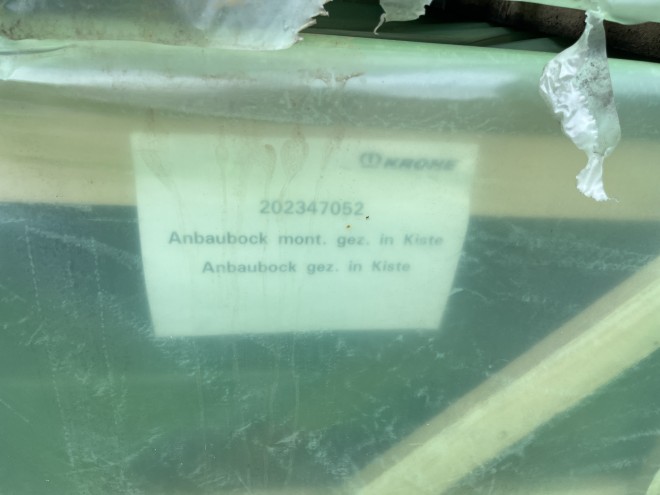 KRONE
202347052
Anbaubock mont. gez. in Kiste
Anbaubock gez. in Kiste